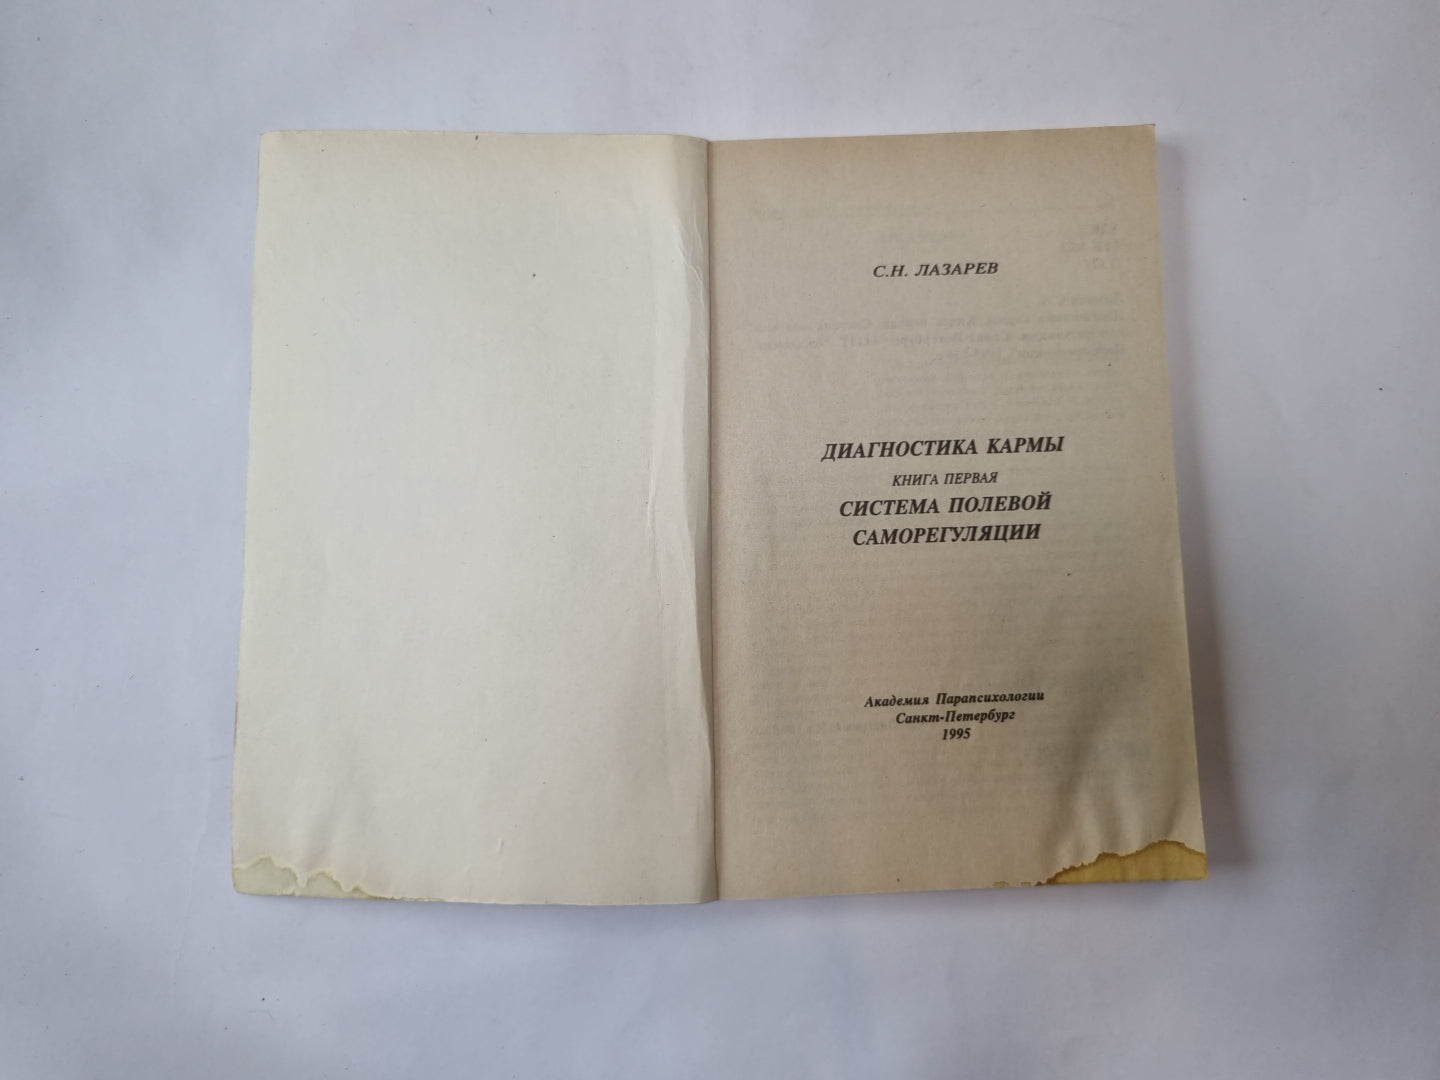 С.Н. ЛАЗАРЕВ
ДИАГНОСТИКА КАРМЫ
КНИГА ПЕРВАЯ
СИСТЕМА ПОЛЕВОЙ
САМОРЕГУЛЯЦИИ
Академия Парапсихологии
Санкт-Петербург
1995